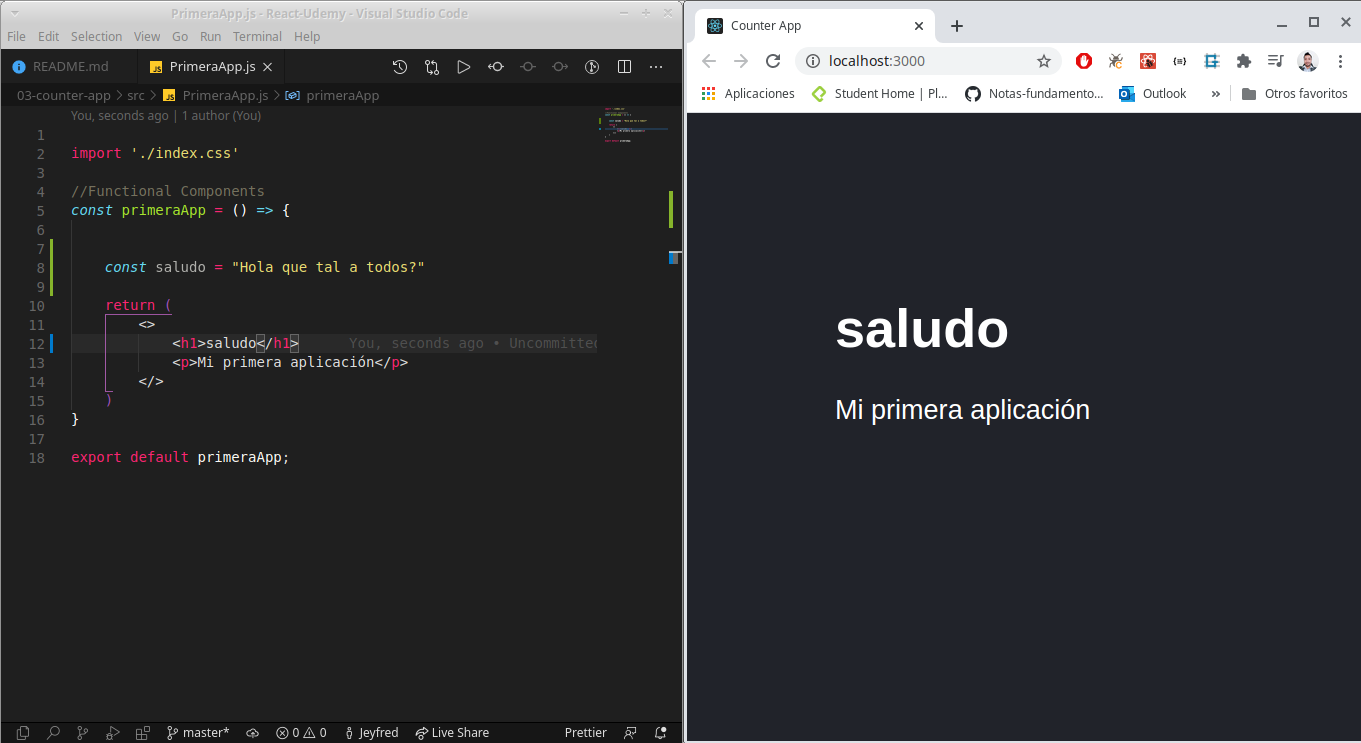 PrimeraApp.js - React-Udemy - Visual Studio Code
File Edit Selection View Go Run Terminal Help
README.md PrimeraApp.js
03-counter-app > src > JS PrimeraApp.js > primeraApp
You, seconds ago | 1 author (You)
1
2 import './index.css'
3
4 //Functional Components
5 const primeraApp = () => {
6
7
8 const saludo = "Hola que tal a todos?"
9
10 return (
11 <>
12 <h1>saludo</h1> You, seconds ago • Uncommitted
13 <p>Mi primera aplicación</p>
14 </>
15 )
16 }
17
18 export default primeraApp;
master* 0 0 Jeyfred Live Share Prettier
Counter App
localhost:3000
Aplicaciones Student Home | Pl... Notas-fundamento... Outlook » Otros favoritos
saludo
Mi primera aplicación